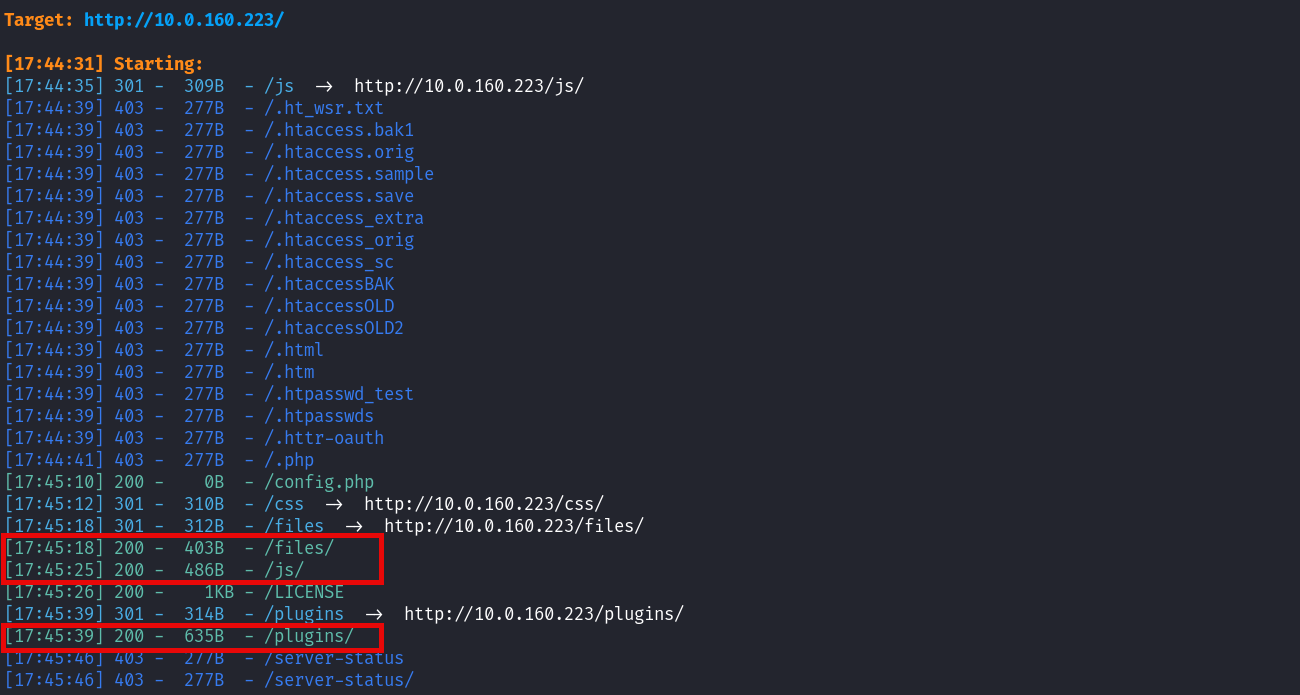 Target: http://10.0.160.223/
[17:44:31] Starting:
[17:44:35] 301 -  309B  - /js  ->  http://10.0.160.223/js/
[17:44:39] 403 -  277B  - /.ht_wsr.txt
[17:44:39] 403 -  277B  - /.htaccess.bak1
[17:44:39] 403 -  277B  - /.htaccess.orig
[17:44:39] 403 -  277B  - /.htaccess.sample
[17:44:39] 403 -  277B  - /.htaccess.save
[17:44:39] 403 -  277B  - /.htaccess_extra
[17:44:39] 403 -  277B  - /.htaccess_orig
[17:44:39] 403 -  277B  - /.htaccess_sc
[17:44:39] 403 -  277B  - /.htaccessBAK
[17:44:39] 403 -  277B  - /.htaccessOLD
[17:44:39] 403 -  277B  - /.htaccessOLD2
[17:44:39] 403 -  277B  - /.html
[17:44:39] 403 -  277B  - /.htm
[17:44:39] 403 -  277B  - /.htpasswd_test
[17:44:39] 403 -  277B  - /.htpasswds
[17:44:39] 403 -  277B  - /.httr-oauth
[17:44:41] 403 -  277B  - /.php
[17:45:10] 200 -    0B  - /config.php
[17:45:12] 301 -  310B  - /css  ->  http://10.0.160.223/css/
[17:45:18] 301 -  312B  - /files  ->  http://10.0.160.223/files/
[17:45:18] 200 -  403B  - /files/
[17:45:25] 200 -  486B  - /js/
[17:45:26] 200 -    1KB - /LICENSE
[17:45:39] 301 -  314B  - /plugins  ->  http://10.0.160.223/plugins/
[17:45:39] 200 -  635B  - /plugins/
[17:45:46] 403 -  277B  - /server-status
[17:45:46] 403 -  277B  - /server-status/